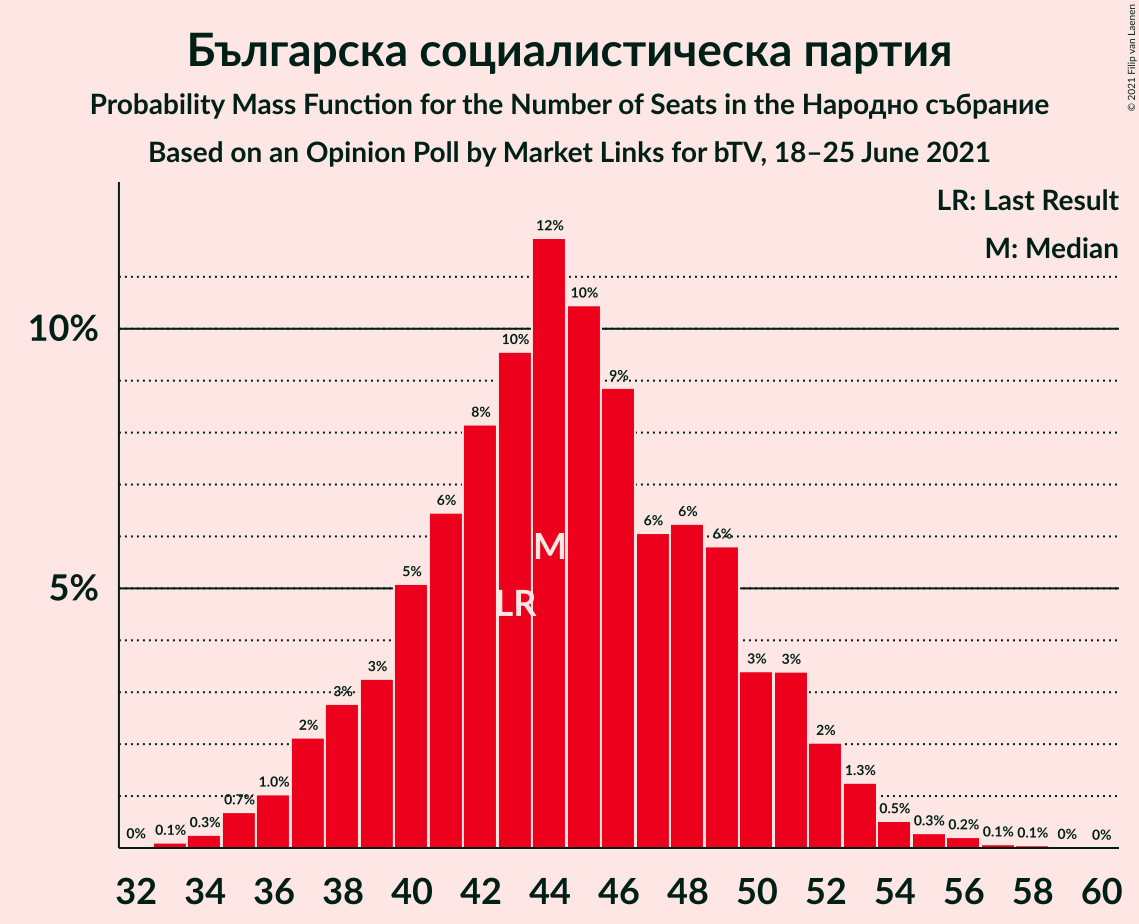 Българска социалистическа партия
Probability Mass Function for the Number of Seats in the Народно събрание
Based on an Opinion Poll by Market Links for bTV, 18–25 June 2021
© 2021 Filip van Laenen
LR: Last Result
M: Median
10%
5%
0% 0.1% 0.3% 0.7% 1.0% 2% 3% 3% 5% 6% 8% 10% 12% 10% 9% 6% 6% 6% 3% 3% 2% 1.3% 0.5% 0.3% 0.2% 0.1% 0.1% 0% 0%
M
LR
32 34 36 38 40 42 44 46 48 50 52 54 56 58 60